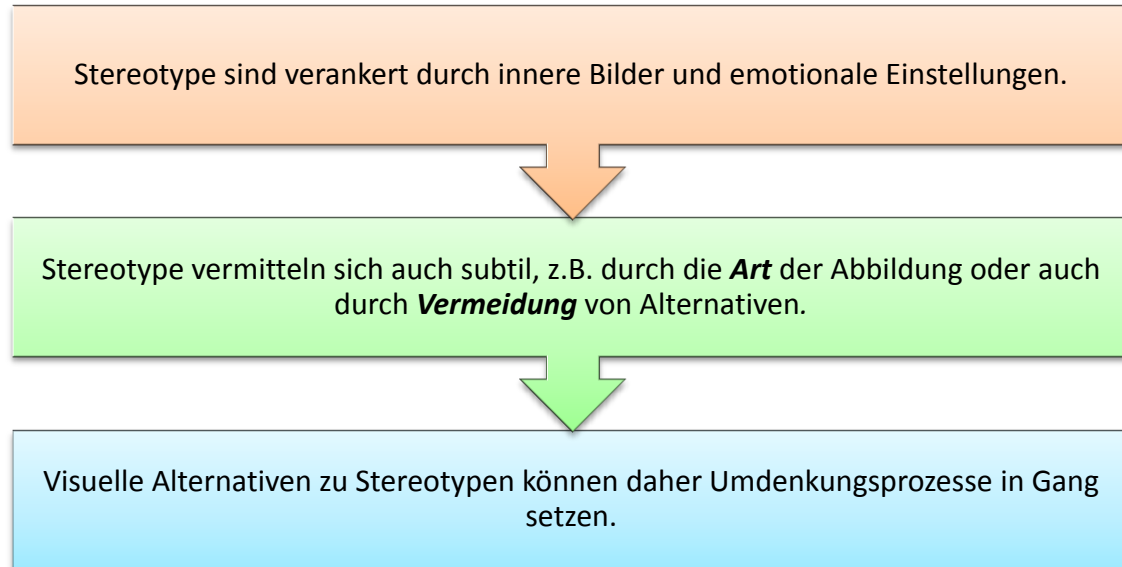 Stereotype sind verankert durch innere Bilder und emotionale Einstellungen.
Stereotype vermitteln sich auch subtil, z.B. durch die Art der Abbildung oder auch
durch Vermeidung von Alternativen.
Visuelle Alternativen zu Stereotypen können daher Umdenkungsprozesse in Gang
setzen.